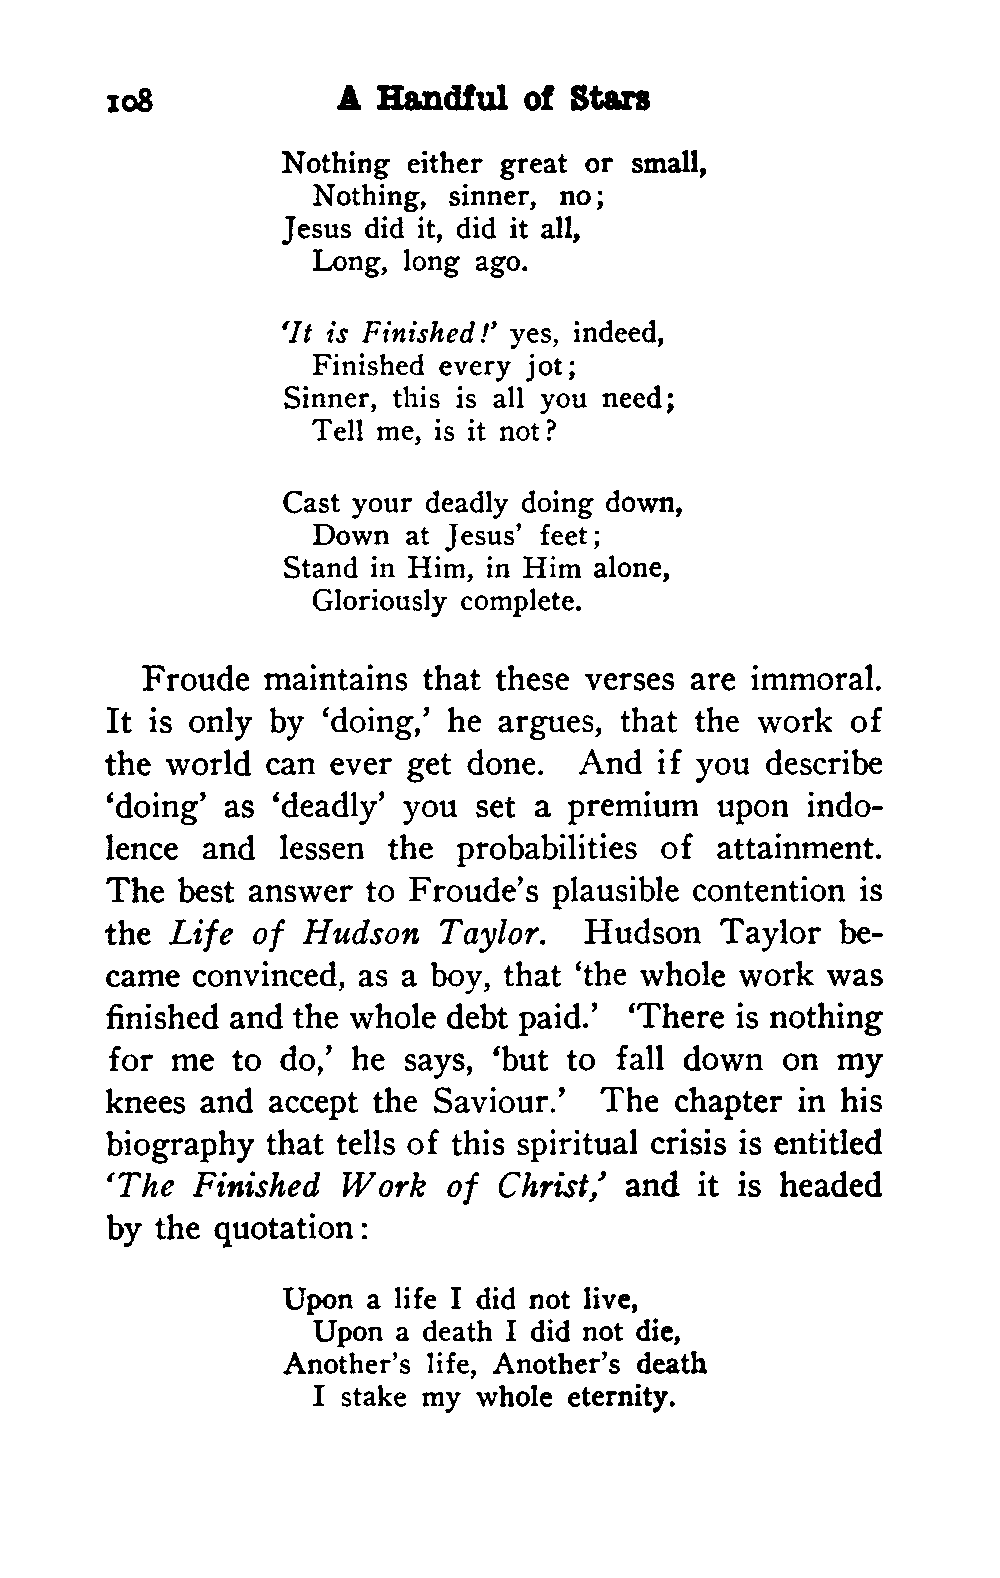 108 A Handful of Stars
Nothing either great or small,
Nothing, sinner, no;
Jesus did it, did it all,
Long, long ago.
‘It is Finished!’ yes, indeed,
Finished every jot;
Sinner, this is all you need;
Tell me, is it not?
Cast your deadly doing down,
Down at Jesus’ feet;
Stand in Him, in Him alone,
Gloriously complete.
Froude maintains that these verses are immoral.
It is only by ‘doing,’ he argues, that the work of
the world can ever get done. And if you describe
‘doing’ as ‘deadly’ you set a premium upon indo-
lence and lessen the probabilities of attainment.
The best answer to Froude’s plausible contention is
the Life of Hudson Taylor. Hudson Taylor be-
came convinced, as a boy, that ‘the whole work was
finished and the whole debt paid.’ ‘There is nothing
for me to do,’ he says, ‘but to fall down on my
knees and accept the Saviour.’ The chapter in his
biography that tells of this spiritual crisis is entitled
‘The Finished Work of Christ,’ and it is headed
by the quotation:
Upon a life I did not live,
Upon a death I did not die,
Another’s life, Another’s death
I stake my whole eternity.